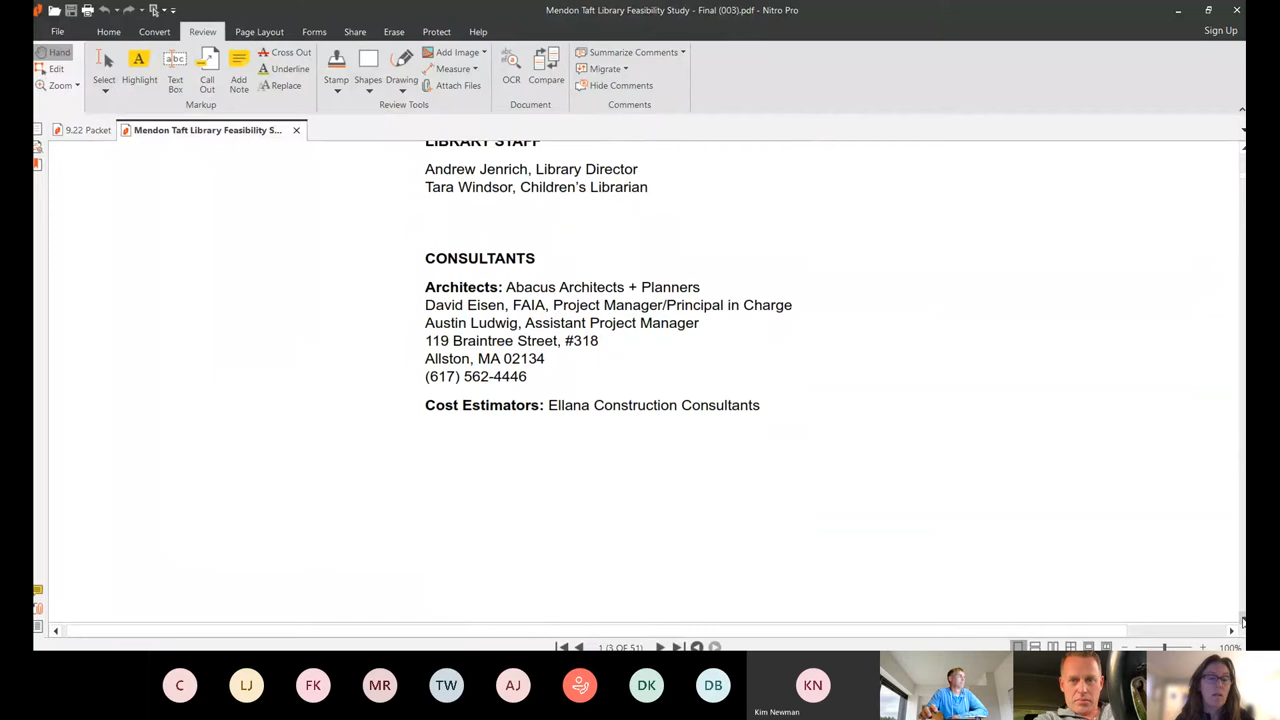 Mendon Taft Library Feasibility Study - Final (003).pdf - Nitro Pro
File Home Convert Review Page Layout Forms Share Erase Protect Help Sign Up
Hand
Edit
Zoom
Select
Highlight
Text Box
Call Out
Add Note
Cross Out
Underline
Replace
Markup
Stamp
Shapes
Drawing
Add Image
Measure
Attach Files
Review Tools
OCR
Compare
Document
Summarize Comments
Migrate
Hide Comments
Comments
9.22 Packet
Mendon Taft Library Feasibility S...
LIBRARY STAFF
Andrew Jenrich, Library Director
Tara Windsor, Children's Librarian
CONSULTANTS
Architects: Abacus Architects + Planners
David Eisen, FAIA, Project Manager/Principal in Charge
Austin Ludwig, Assistant Project Manager
119 Braintree Street, #318
Allston, MA 02134
(617) 562-4446
Cost Estimators: Ellana Construction Consultants
1 (3 OF 51)
100%
C LJ FK MR TW AJ DK DB KN
Kim Newman